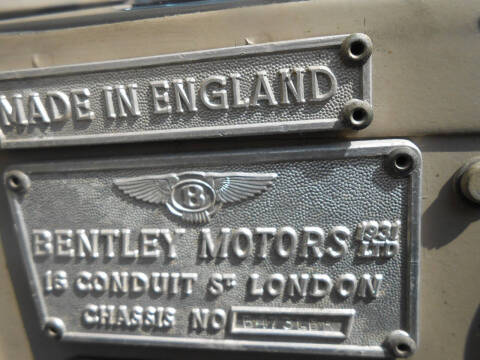 MADE IN ENGLAND
B
BENTLEY MOTORS 1931 LTD
16 CONDUIT ST LONDON
CHASSIS NO